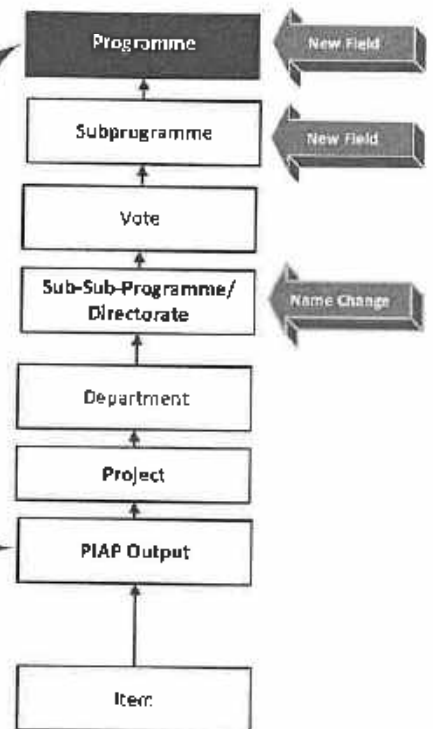 Programme
New Field
Subprogramme
New Field
Vote
Sub-Sub-Programme/
Directorate
Name Change
Department
Project
PIAP Output
Item